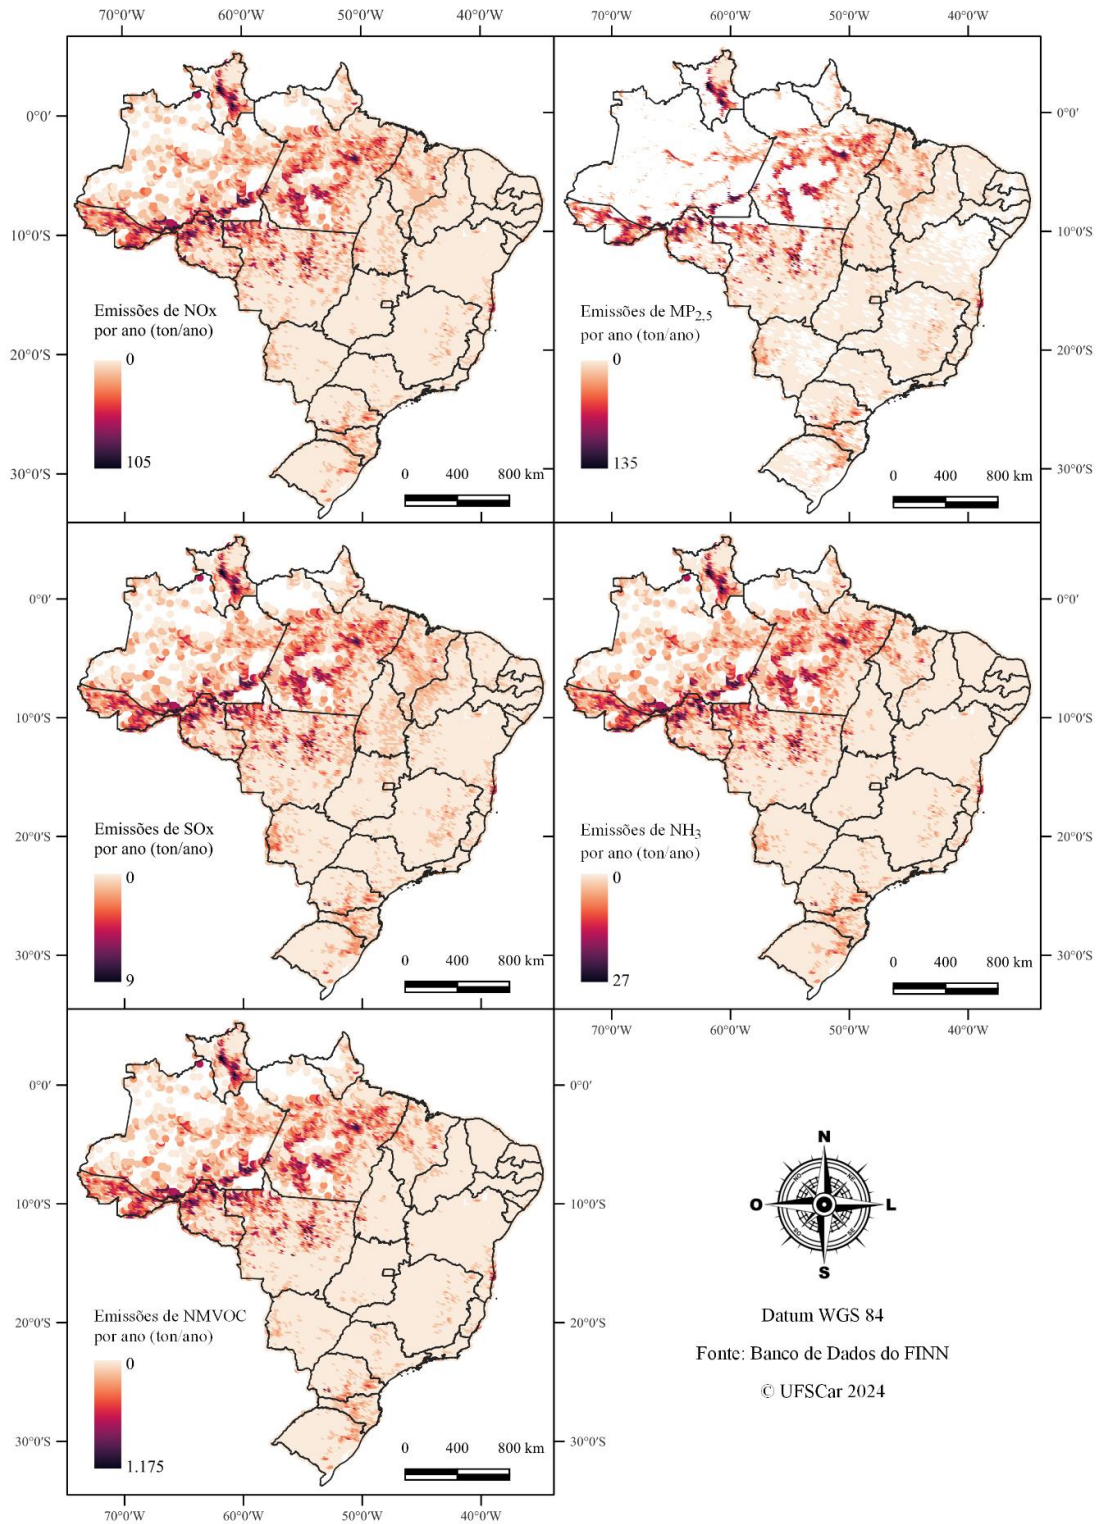 70°0'W 60°0'W 50°0'W 40°0'W
70°0'W 60°0'W 50°0'W 40°0'W
0°0'
10°0'S
20°0'S
30°0'S
Emissões de NOx
por ano (ton/ano)
0
105
0 400 800 km
Emissões de MP2.5
por ano (ton/ano)
0
135
0 400 800 km
0°0'
10°0'S
20°0'S
30°0'S
0°0'
10°0'S
20°0'S
30°0'S
Emissões de SOx
por ano (ton/ano)
0
9
0 400 800 km
Emissões de NH3
por ano (ton/ano)
0
27
0 400 800 km
0°0'
10°0'S
20°0'S
30°0'S
70°0'W 60°0'W 50°0'W 40°0'W
0°0'
10°0'S
20°0'S
30°0'S
Emissões de NMVOC
por ano (ton/ano)
0
1.175
0 400 800 km
0°0'
10°0'S
20°0'S
30°0'S
70°0'W 60°0'W 50°0'W 40°0'W
N
O L
S
Datum WGS 84
Fonte: Banco de Dados do FINN
© UFSCar 2024